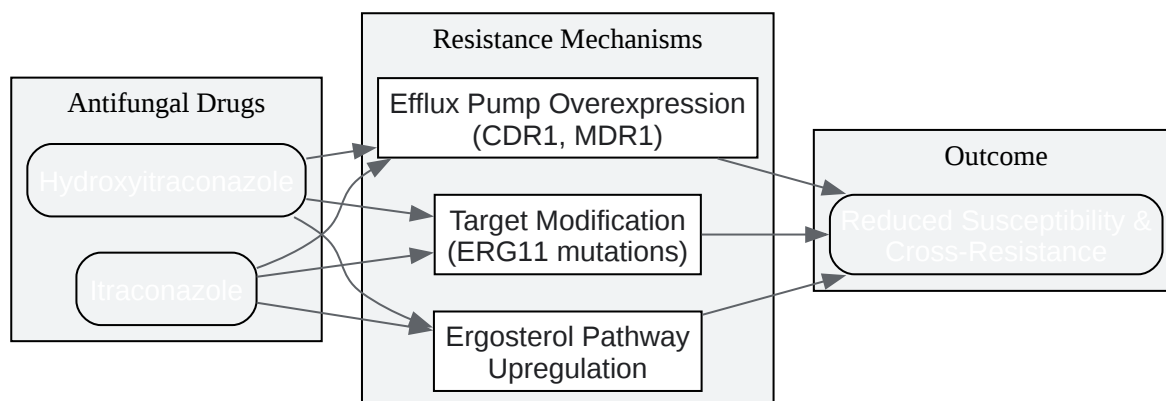 Antifungal Drugs
Hydroxyitraconazole
Itraconazole
Resistance Mechanisms
Efflux Pump Overexpression
(CDR1, MDR1)
Target Modification
(ERG11 mutations)
Ergosterol Pathway
Upregulation
Outcome
Reduced Susceptibility &
Cross-Resistance